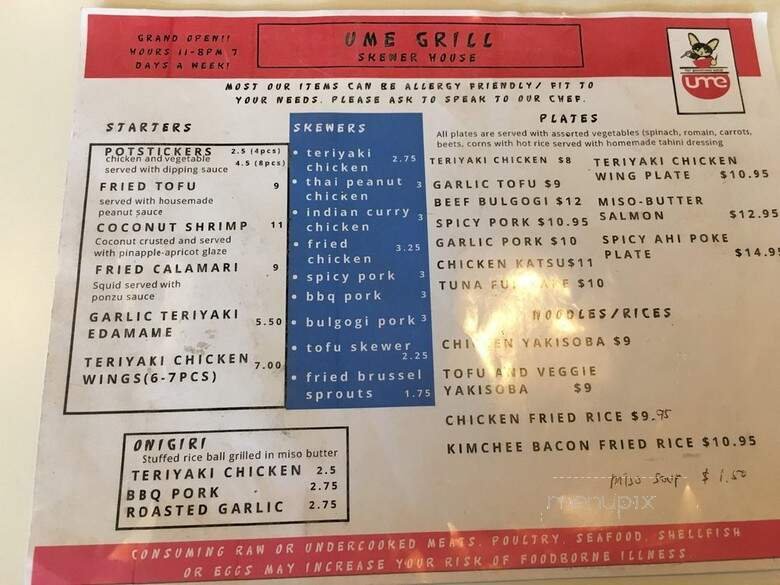 GRAND OPEN!!
HOURS 11-8PM 7
DAYS A WEEK!
UME GRILL
SKEWER HOUSE
ume
MOST OUR ITEMS CAN BE ALLERGY FRIENDLY/ FIT TO
YOUR NEEDS. PLEASE ASK TO SPEAK TO OUR CHEF.
STARTERS
POTSTICKERS 2.5 (4pcs)
chicken and vegetable 4.5 (8pcs)
served with dipping sauce
FRIED TOFU 9
served with housemade
peanut sauce
COCONUT SHRIMP 11
Coconut crusted and served
with pinapple-apricot glaze
FRIED CALAMARI 9
Squid served with
ponzu sauce
GARLIC TERIYAKI
EDAMAME 5.50
TERIYAKI CHICKEN 7.00
WINGS(6-7PCS)
SKEWERS
• teriyaki
chicken 2.75
• thai peanut 3
chicken
• indian curry 3
chicken
• fried
chicken 3.25
• spicy pork 3
• bbq pork 3
• bulgogi pork 3
• tofu skewer
2.25
• fried brussel
sprouts 1.75
ONIGIRI
Stuffed rice ball grilled in miso butter
TERIYAKI CHICKEN 2.5
BBQ PORK 2.75
ROASTED GARLIC 2.75
PLATES
All plates are served with assorted vegetables (spinach, romain, carrots,
beets, corns with hot rice served with homemade tahini dressing
TERIYAKI CHICKEN $8
GARLIC TOFU $9
BEEF BULGOGI $12
SPICY PORK $10.95
GARLIC PORK $10
CHICKEN KATSU $11
TUNA $10
TERIYAKI CHICKEN
WING PLATE $10.95
MISO-BUTTER
SALMON $12.95
SPICY AHI POKE
PLATE $14.95
NOODLES/RICES
CHICKEN YAKISOBA $9
TOFU AND VEGGIE
YAKISOBA $9
CHICKEN FRIED RICE $9.95
KIMCHEE BACON FRIED RICE $10.95
miso soup $1.50
menupix
CONSUMING RAW OR UNDERCOOKED MEATS, POULTRY, SEAFOOD, SHELLFISH
OR EGGS MAY INCREASE YOUR RISK OF FOODBORNE ILLNESS